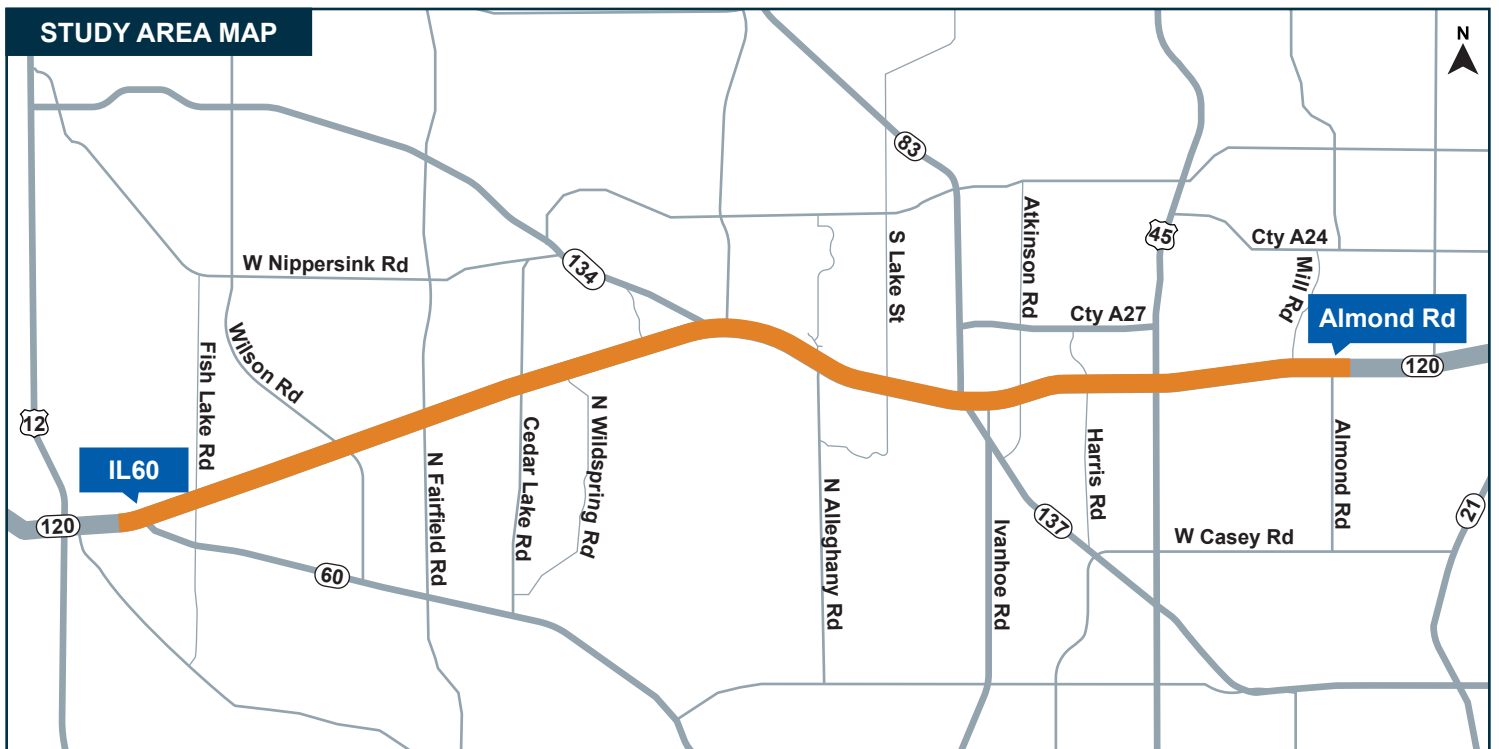 STUDY AREA MAP
N
83
Atkinson Rd
S Lake St
45
Cty A24
W Nippersink Rd
134
Mill Rd
Cty A27
Almond Rd
Wilson Rd
Fish Lake Rd
120
12
N Wildspring Rd
Cedar Lake Rd
IL60
N Fairfield Rd
Harris Rd
Almond Rd
N Alleghany Rd
120
137
21
Ivanhoe Rd
W Casey Rd
60